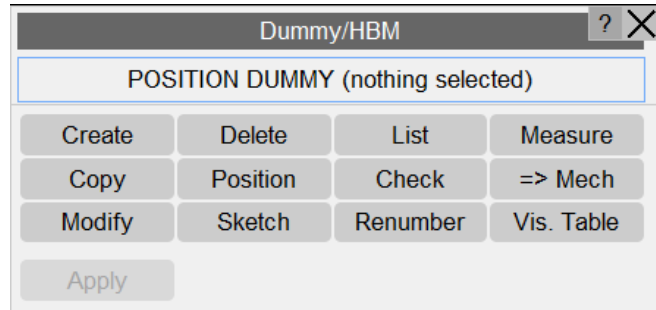 Dummy/HBM ? X
POSITION DUMMY (nothing selected)
Create Delete List Measure
Copy Position Check => Mech
Modify Sketch Renumber Vis. Table
Apply